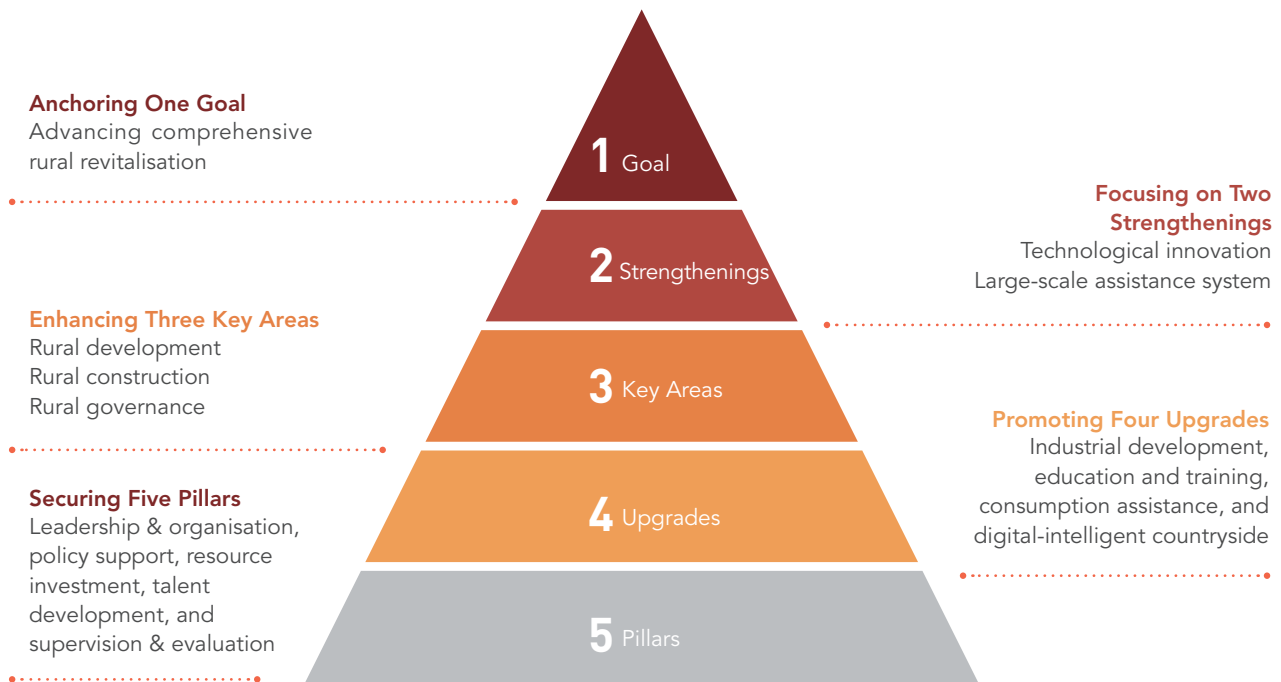 Anchoring One Goal
Advancing comprehensive
rural revitalisation
1 Goal
Focusing on Two
Strengthenings
Technological innovation
Large-scale assistance system
2 Strengthenings
Enhancing Three Key Areas
Rural development
Rural construction
Rural governance
3 Key Areas
Promoting Four Upgrades
Industrial development,
education and training,
consumption assistance, and
digital-intelligent countryside
4 Upgrades
Securing Five Pillars
Leadership & organisation,
policy support, resource
investment, talent
development, and
supervision & evaluation
5 Pillars